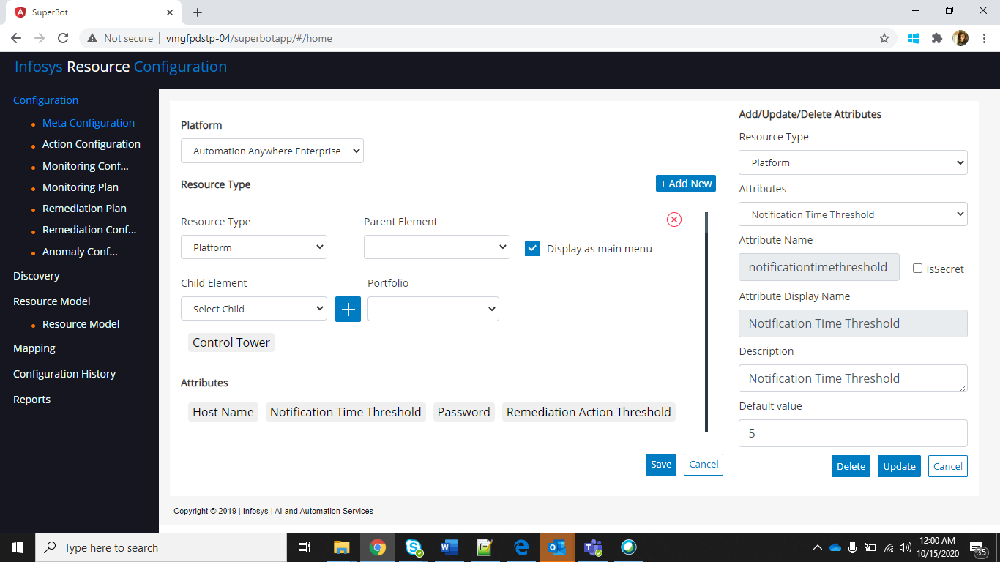 SuperBot
Not secure
vmgfpdstp-04/superbotapp/#/home
Infosys Resource Configuration
Configuration
Meta Configuration
Action Configuration
Monitoring Conf...
Monitoring Plan
Remediation Plan
Remediation Conf...
Anomaly Conf...
Discovery
Resource Model
Resource Model
Mapping
Configuration History
Reports
Platform
Automation Anywhere Enterprise
Resource Type
+ Add New
Resource Type
Parent Element
Platform
Display as main menu
Child Element
Portfolio
Select Child
Control Tower
Attributes
Host Name
Notification Time Threshold
Password
Remediation Action Threshold
Save
Cancel
Add/Update/Delete Attributes
Resource Type
Platform
Attributes
Notification Time Threshold
Attribute Name
notificationtimethreshold
IsSecret
Attribute Display Name
Notification Time Threshold
Description
Notification Time Threshold
Default value
5
Delete
Update
Cancel
Copyright © 2019 | Infosys | AI and Automation Services
Type here to search
12:00 AM
10/15/2020
35